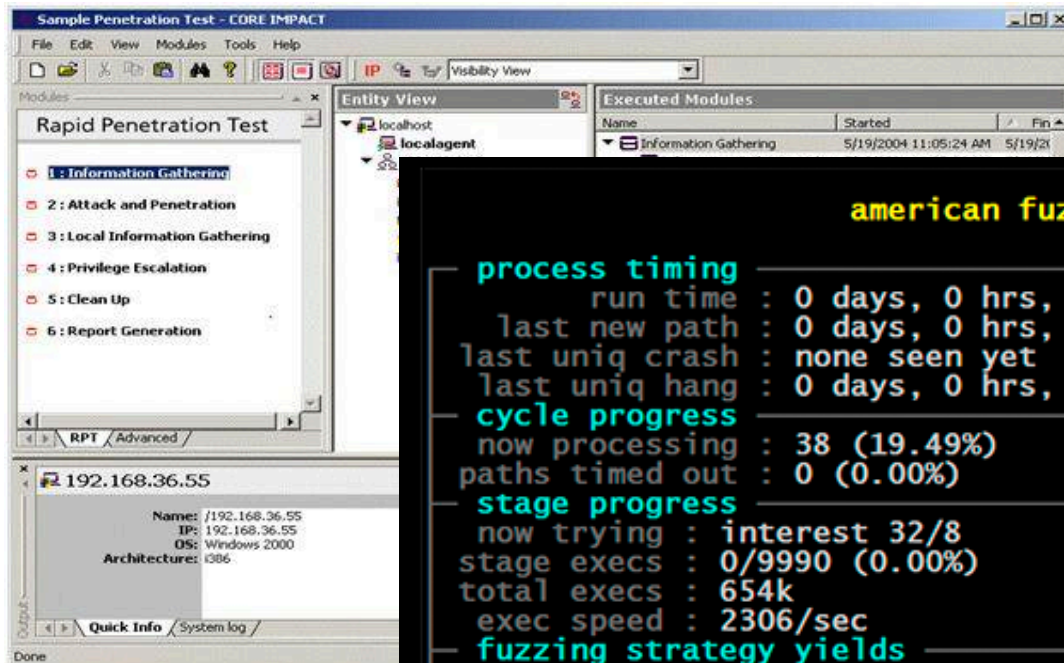 Sample Penetration Test - CORE IMPACT
File Edit View Modules Tools Help
IP Visibility View
Modules
Rapid Penetration Test
1 : Information Gathering
2 : Attack and Penetration
3 : Local Information Gathering
4 : Privilege Escalation
5 : Clean Up
6 : Report Generation
RPT Advanced
Entity View
localhost
localagent
Executed Modules
Name Started Fin
Information Gathering 5/19/2004 11:05:24 AM 5/19/20
192.168.36.55
Name: /192.168.36.55
IP: 192.168.36.55
OS: Windows 2000
Architecture: i386
Output
Quick Info System log
Done
american fuz
process timing
run time : 0 days, 0 hrs,
last new path : 0 days, 0 hrs,
last uniq crash : none seen yet
last uniq hang : 0 days, 0 hrs,
cycle progress
now processing : 38 (19.49%)
paths timed out : 0 (0.00%)
stage progress
now trying : interest 32/8
stage execs : 0/9990 (0.00%)
total execs : 654k
exec speed : 2306/sec
fuzzing strategy yields